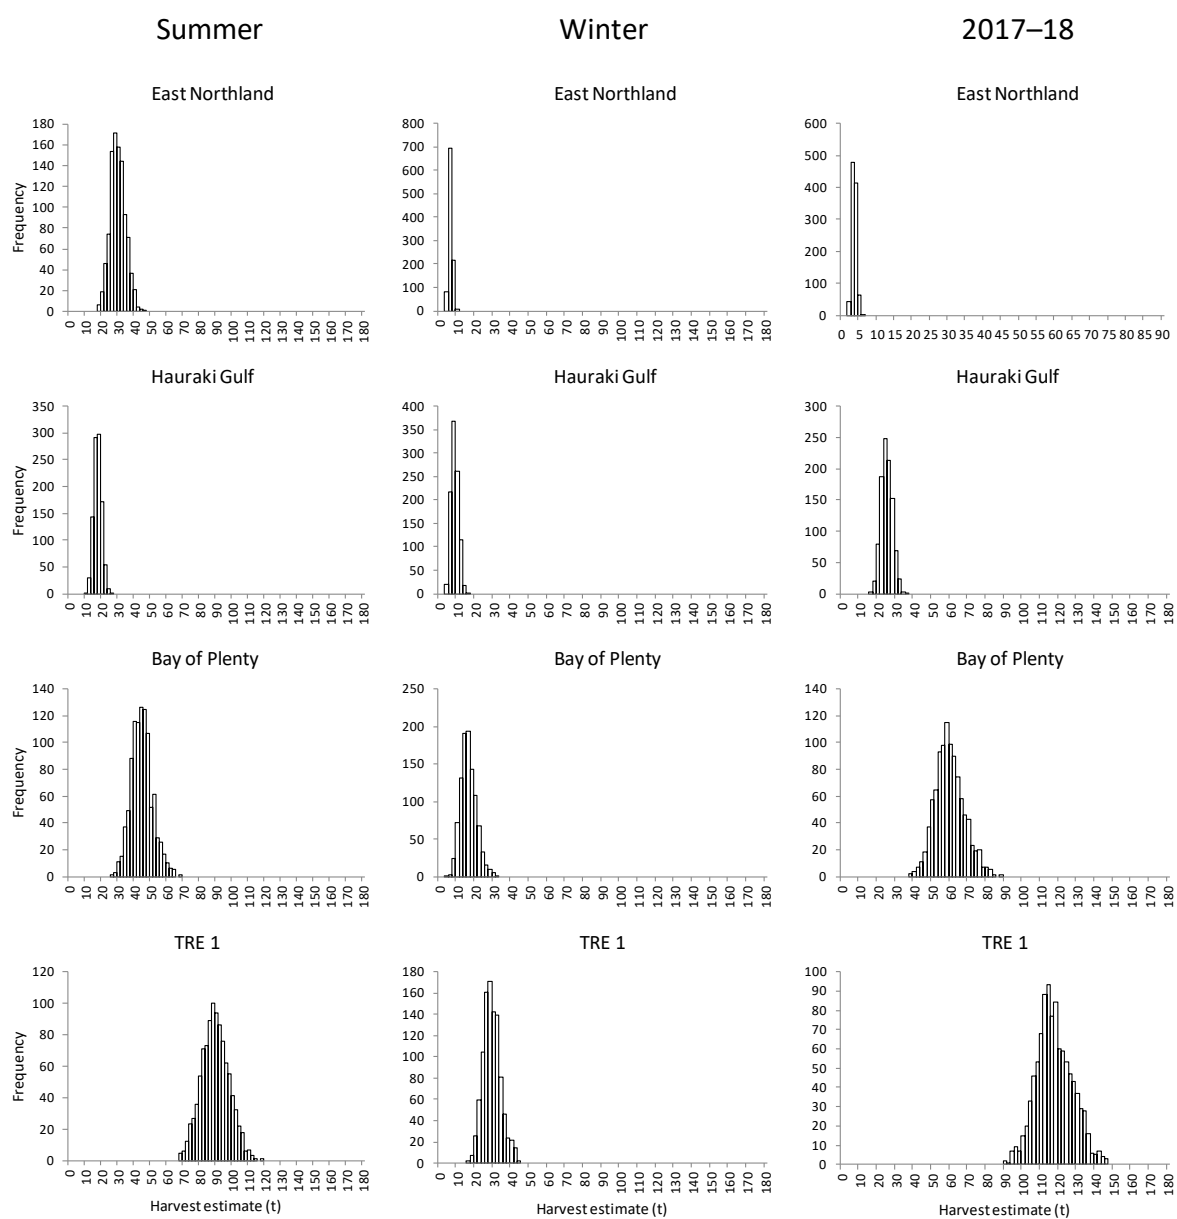 Summer Winter 2017–18
East Northland East Northland East Northland
180 160 140 120 100 80 60 40 20 0
Frequency
0 10 20 30 40 50 60 70 80 90 100 110 120 130 140 150 160 170 180
800 700 600 500 400 300 200 100 0
0 10 20 30 40 50 60 70 80 90 100 110 120 130 140 150 160 170 180
600 500 400 300 200 100 0
0 5 10 15 20 25 30 35 40 45 50 55 60 65 70 75 80 85 90
Hauraki Gulf Hauraki Gulf Hauraki Gulf
350 300 250 200 150 100 50 0
Frequency
0 10 20 30 40 50 60 70 80 90 100 110 120 130 140 150 160 170 180
400 350 300 250 200 150 100 50 0
0 10 20 30 40 50 60 70 80 90 100 110 120 130 140 150 160 170 180
300 250 200 150 100 50 0
0 10 20 30 40 50 60 70 80 90 100 110 120 130 140 150 160 170 180
Bay of Plenty Bay of Plenty Bay of Plenty
140 120 100 80 60 40 20 0
Frequency
0 10 20 30 40 50 60 70 80 90 100 110 120 130 140 150 160 170 180
250 200 150 100 50 0
0 10 20 30 40 50 60 70 80 90 100 110 120 130 140 150 160 170 180
140 120 100 80 60 40 20 0
0 10 20 30 40 50 60 70 80 90 100 110 120 130 140 150 160 170 180
TRE 1 TRE 1 TRE 1
120 100 80 60 40 20 0
Frequency
0 10 20 30 40 50 60 70 80 90 100 110 120 130 140 150 160 170 180
180 160 140 120 100 80 60 40 20 0
0 10 20 30 40 50 60 70 80 90 100 110 120 130 140 150 160 170 180
100 90 80 70 60 50 40 30 20 10 0
0 10 20 30 40 50 60 70 80 90 100 110 120 130 140 150 160 170 180
Harvest estimate (t) Harvest estimate (t) Harvest estimate (t)